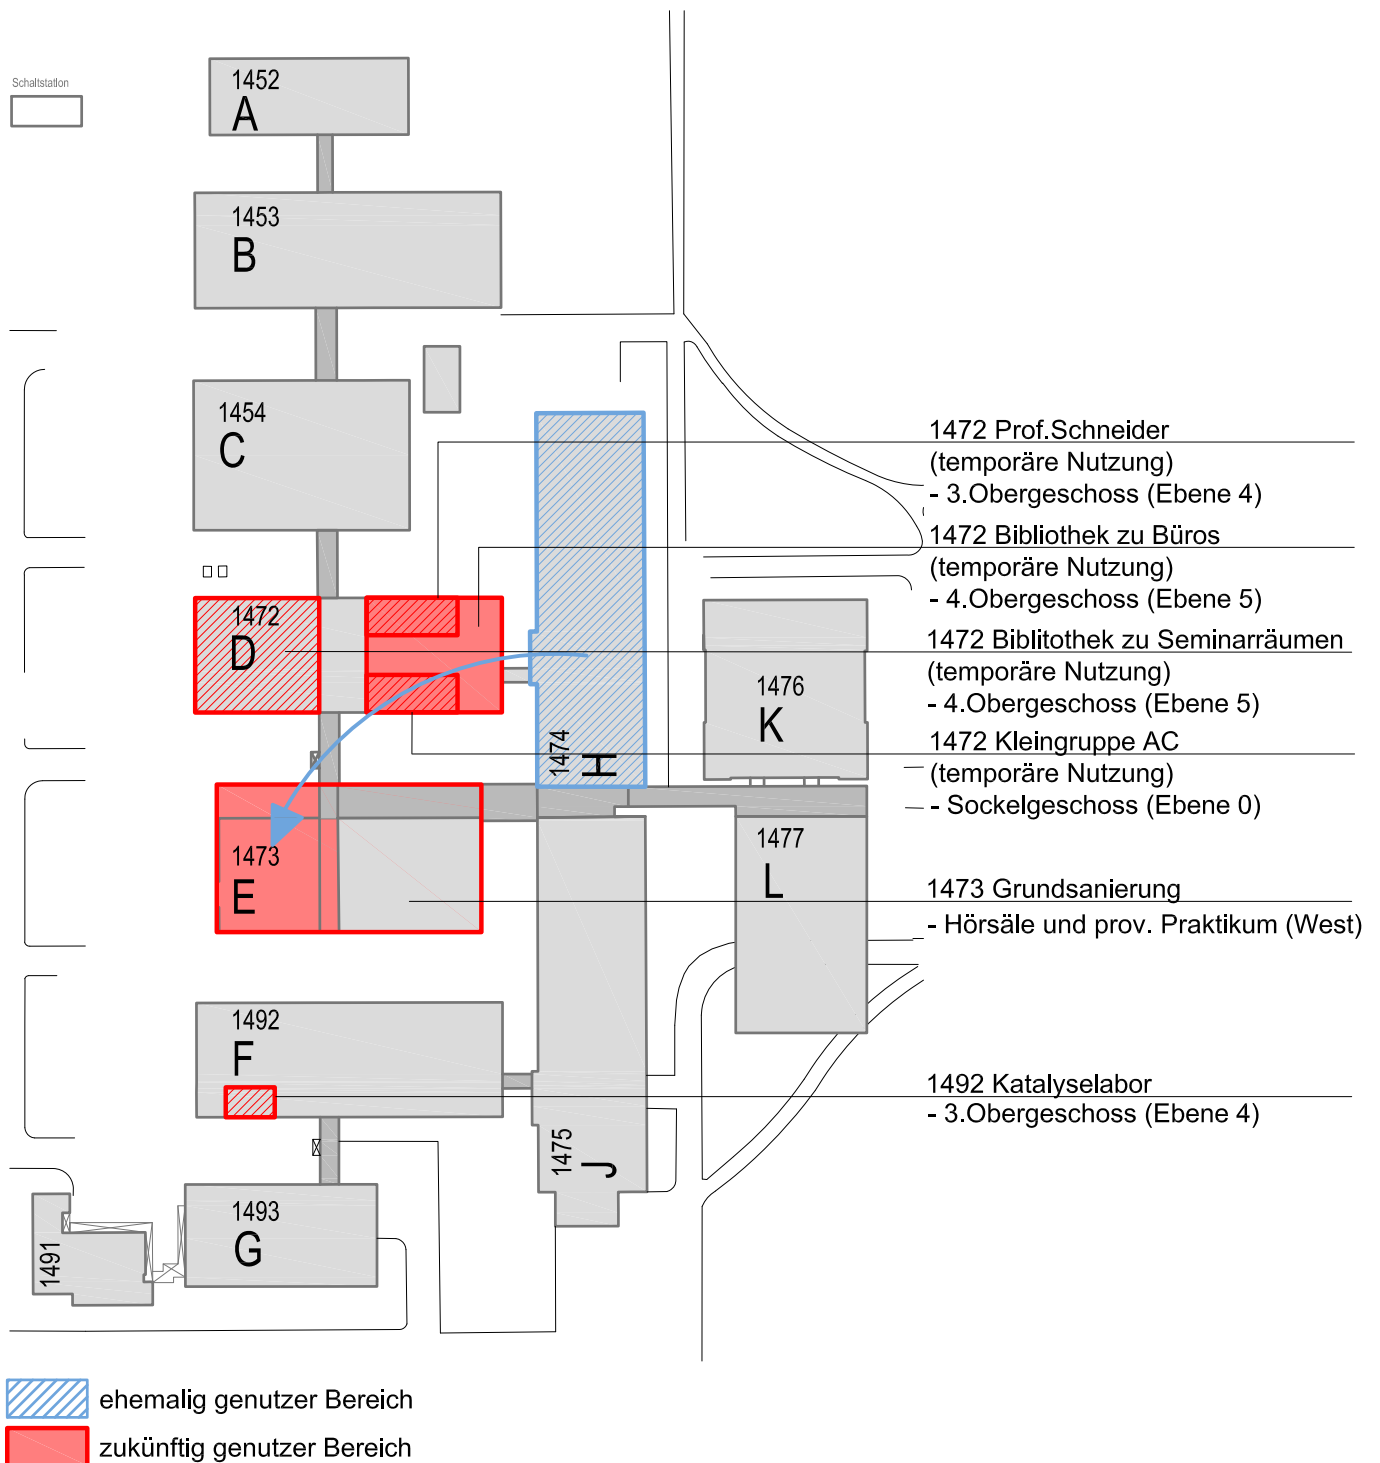 Schaltstation
1452
A
1453
B
1454
C
1472 Prof.Schneider
(temporäre Nutzung)
- 3.Obergeschoss (Ebene 4)
1472 Bibliothek zu Büros
(temporäre Nutzung)
- 4.Obergeschoss (Ebene 5)
1472
D
1472 Biblitothek zu Seminarräumen
(temporäre Nutzung)
- 4.Obergeschoss (Ebene 5)
1474
H
1476
K
1472 Kleingruppe AC
(temporäre Nutzung)
- Sockelgeschoss (Ebene 0)
1473
E
1477
L
1473 Grundsanierung
- Hörsäle und prov. Praktikum (West)
1492
F
1492 Katalyselabor
- 3.Obergeschoss (Ebene 4)
1475
J
1493
G
1491
ehemalig genutzer Bereich
zukünftig genutzer Bereich